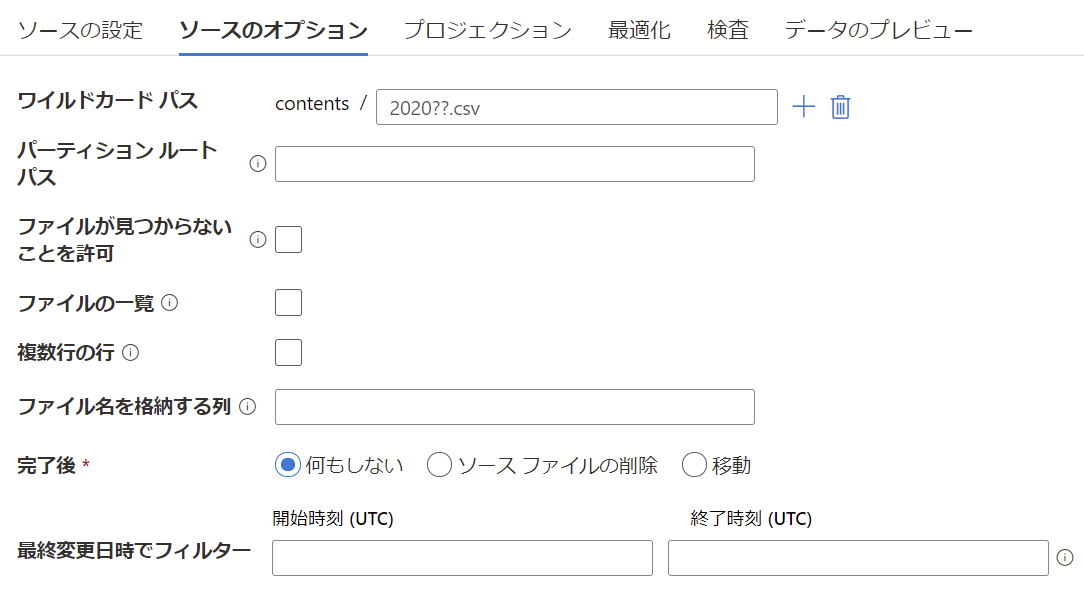 ソースの設定 ソースのオプション プロジェクション 最適化 検査 データのプレビュー
ワイルドカード パス contents / 2020??.csv
パーティション ルート
パス
ファイルが見つからない
ことを許可
ファイルの一覧
複数行の行
ファイル名を格納する列
完了後 * 何もしない ソース ファイルの削除 移動
開始時刻 (UTC) 終了時刻 (UTC)
最終変更日時でフィルター